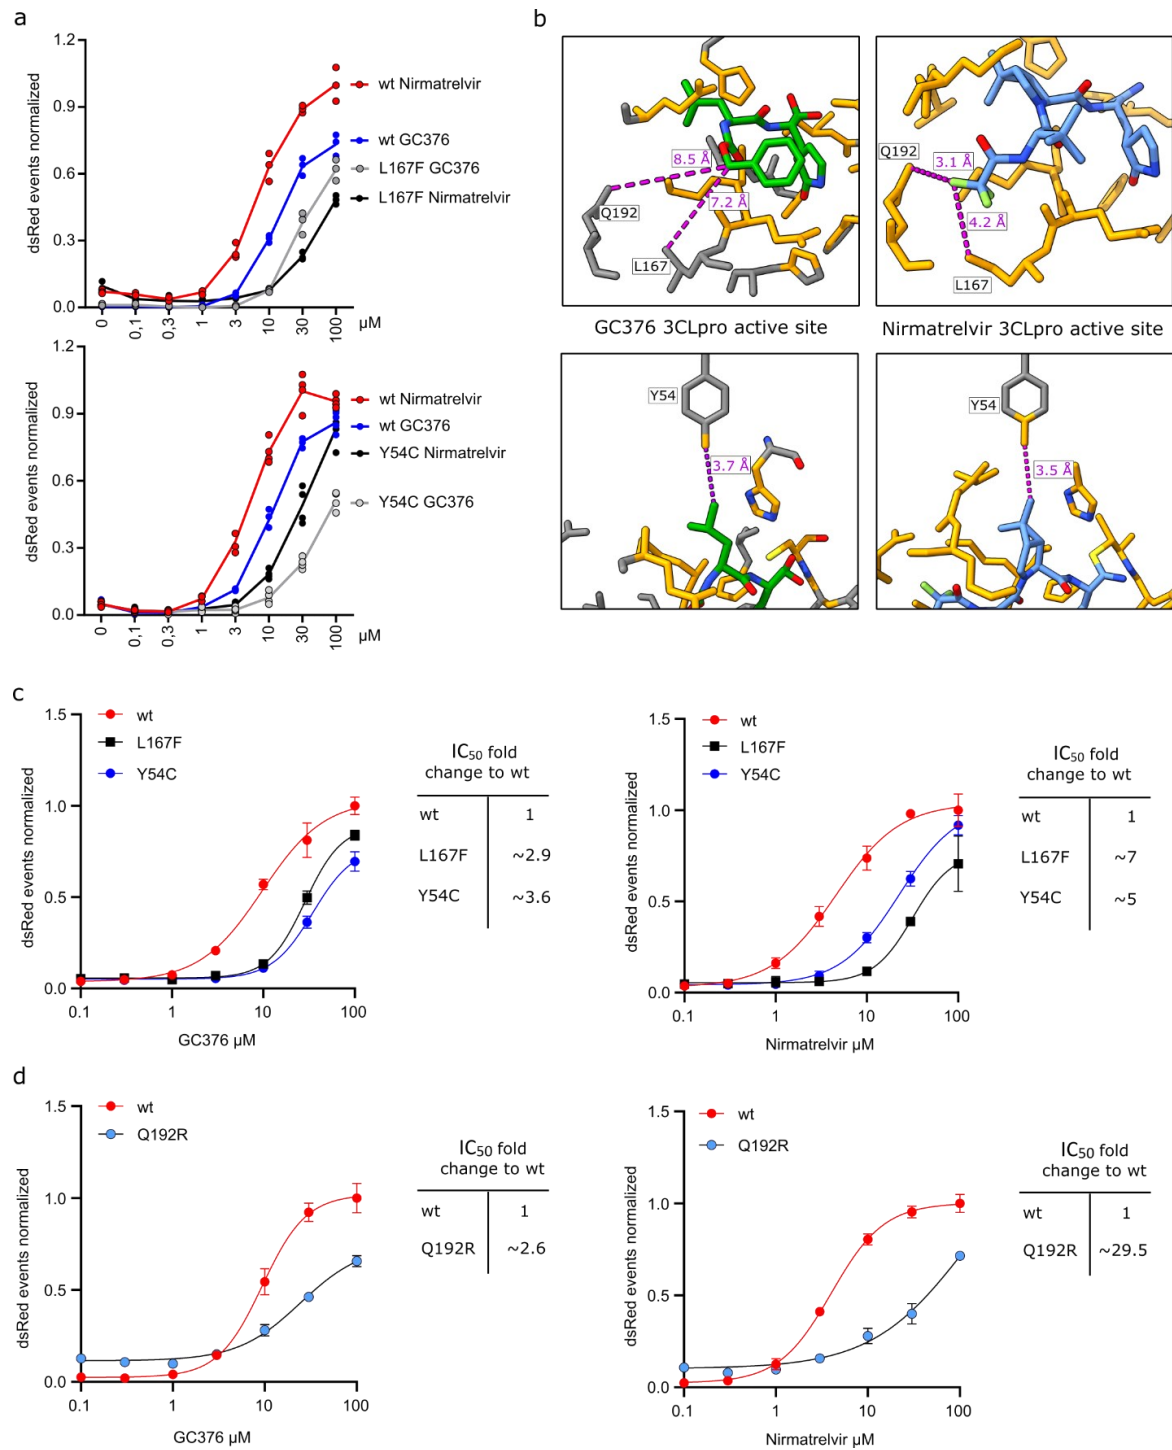 a
1.2
0.9
0.6
0.3
0.0
dsRed events normalized
0
0,1
0,3
1
3
10
30
100
µM
wt Nirmatrelvir
wt GC376
L167F GC376
L167F Nirmatrelvir
1.2
0.9
0.6
0.3
0.0
dsRed events normalized
0
0,1
0,3
1
3
10
30
100
µM
wt Nirmatrelvir
wt GC376
Y54C Nirmatrelvir
Y54C GC376
b
8.5 Å
7.2 Å
Q192
L167
GC376 3CLpro active site
Q192
3.1 Å
4.2 Å
L167
Nirmatrelvir 3CLpro active site
Y54
3.7 Å
Y54
3.5 Å
c
wt
L167F
Y54C
1.5
1.0
0.5
0.0
dsRed events normalized
0.1
1
10
100
GC376 µM
IC50 fold
change to wt
wt 1
L167F ~2.9
Y54C ~3.6
wt
L167F
Y54C
1.5
1.0
0.5
0.0
dsRed events normalized
0.1
1
10
100
Nirmatrelvir µM
IC50 fold
change to wt
wt 1
L167F ~7
Y54C ~5
d
wt
Q192R
1.5
1.0
0.5
0.0
dsRed events normalized
0.1
1
10
100
GC376 µM
IC50 fold
change to wt
wt 1
Q192R ~2.6
wt
Q192R
1.5
1.0
0.5
0.0
dsRed events normalized
0.1
1
10
100
Nirmatrelvir µM
IC50 fold
change to wt
wt 1
Q192R ~29.5